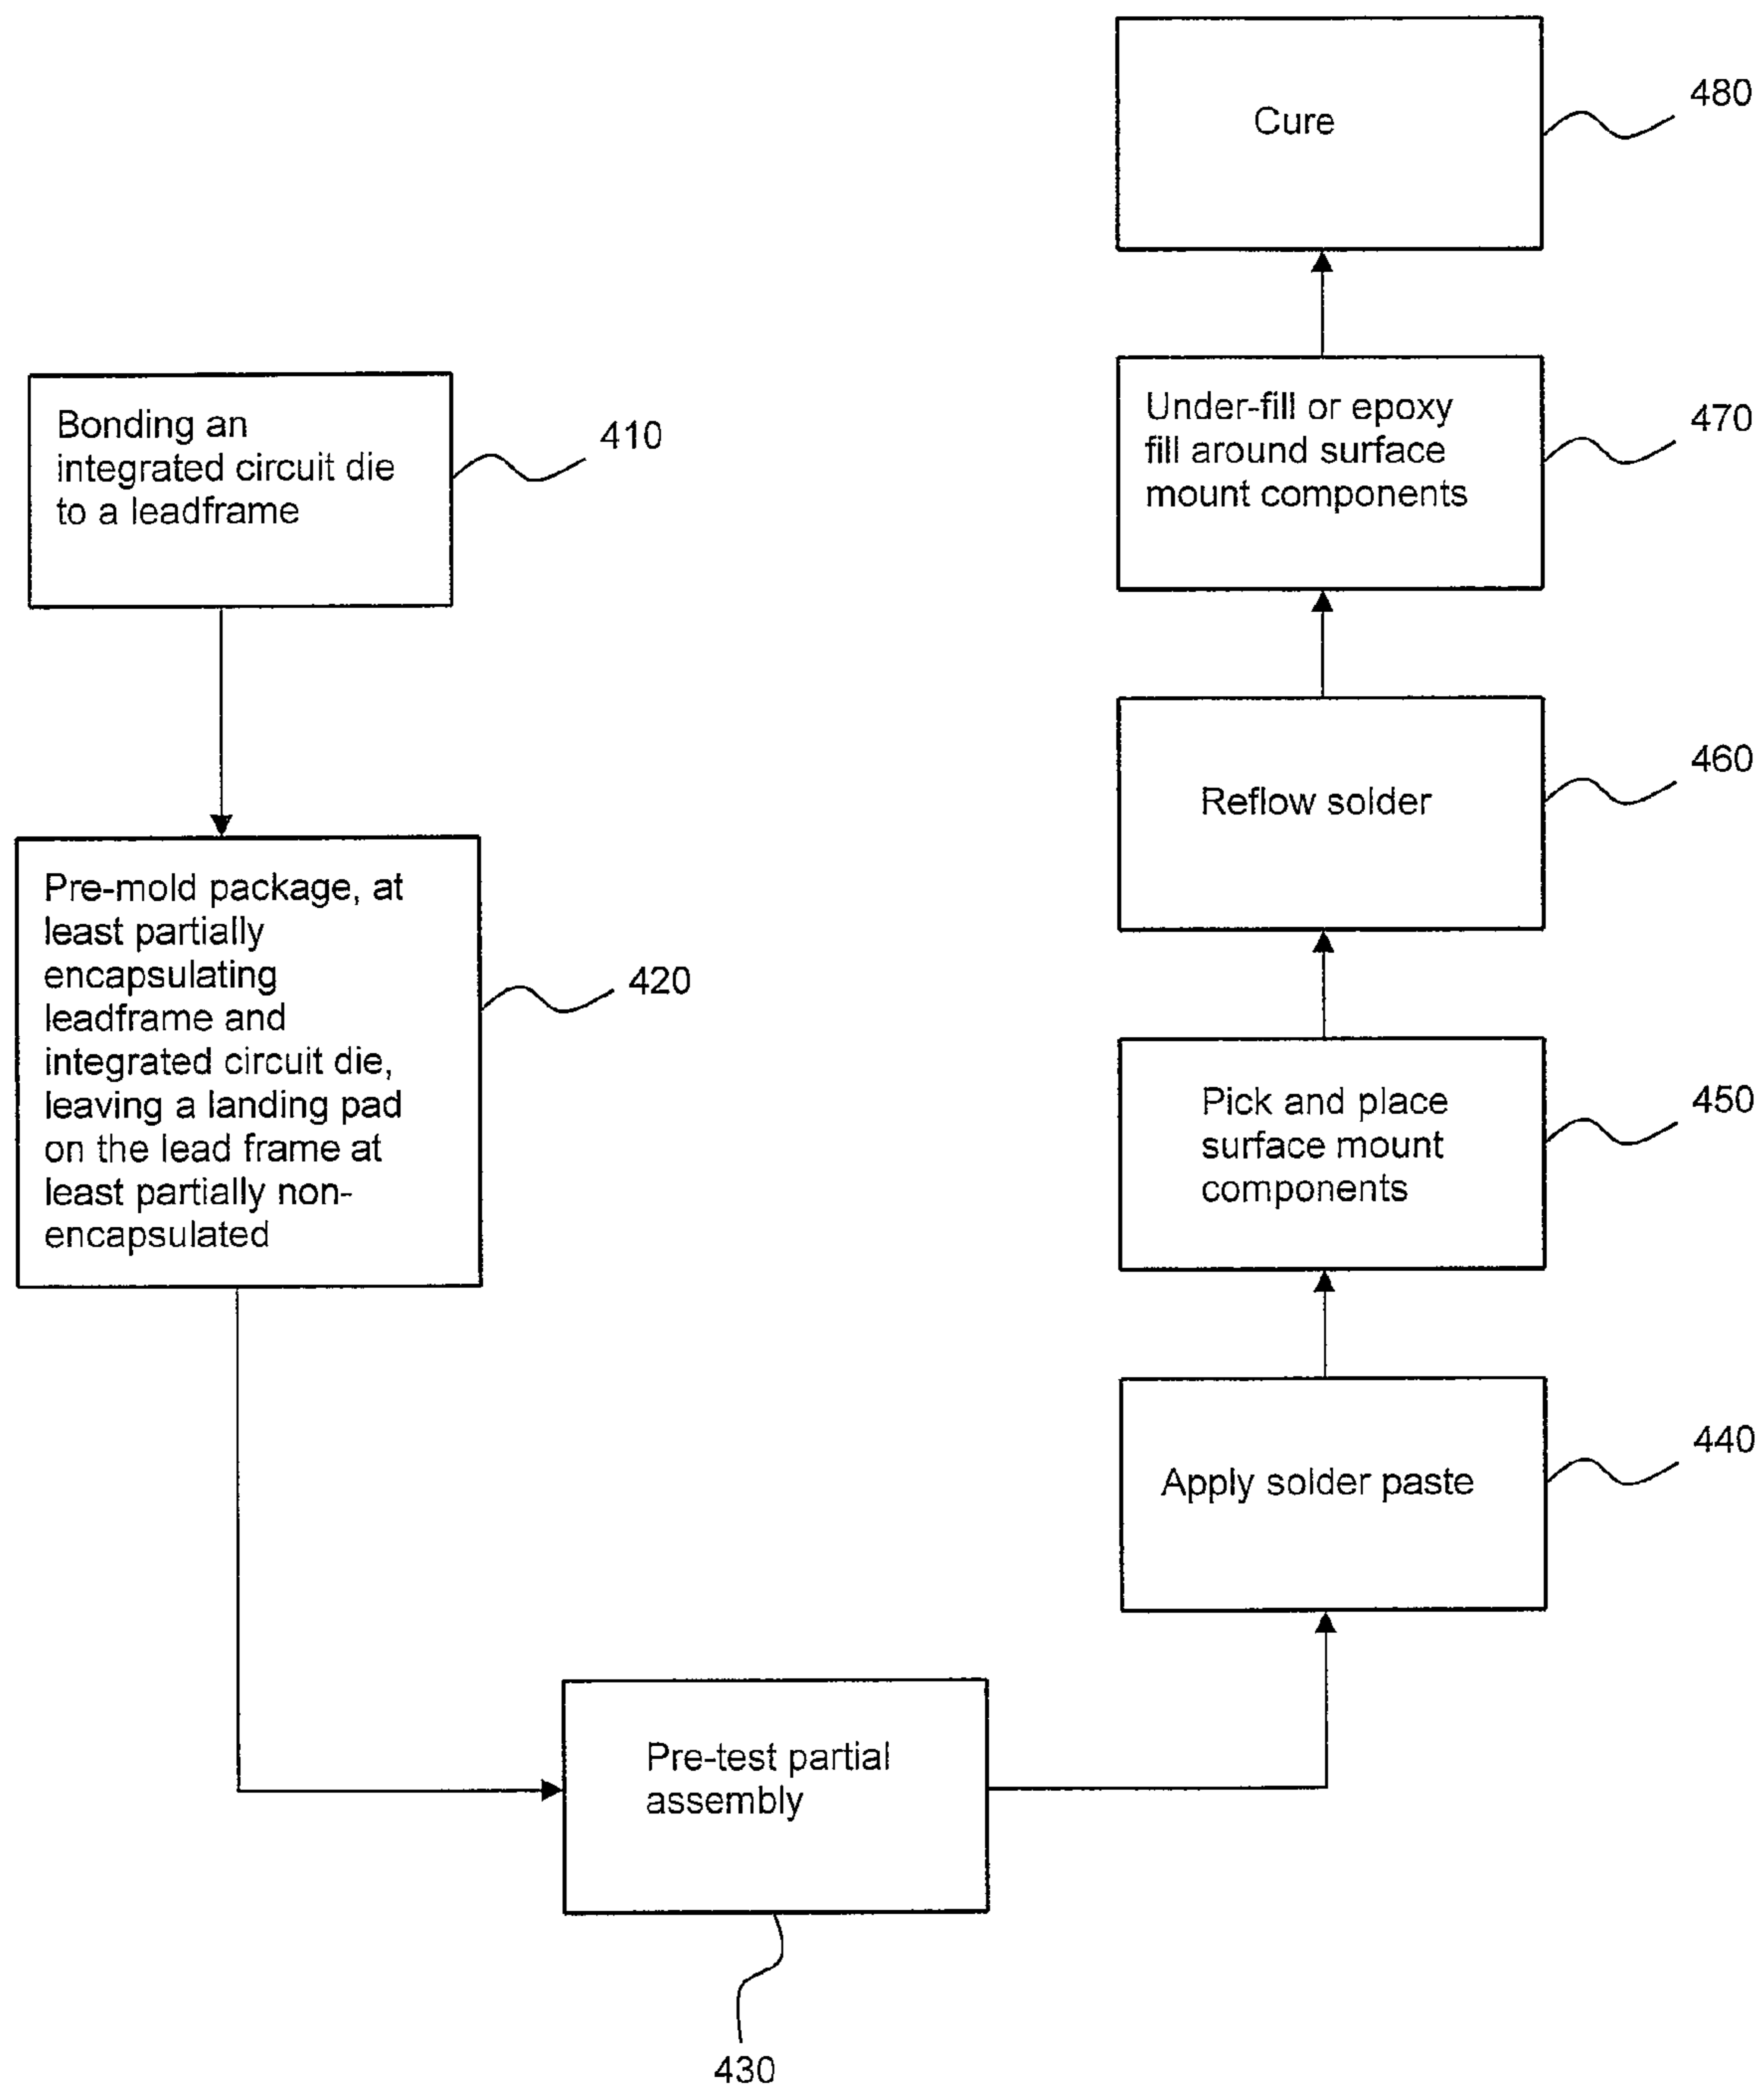 Bonding an
integrated circuit die
to a leadframe
410
Pre-mold package, at
least partially
encapsulating
leadframe and
integrated circuit die,
leaving a landing pad
on the lead frame at
least partially non-
encapsulated
420
Pre-test partial
assembly
430
Apply solder paste
440
Pick and place
surface mount
components
450
Reflow solder
460
Under-fill or epoxy
fill around surface
mount components
470
Cure
480